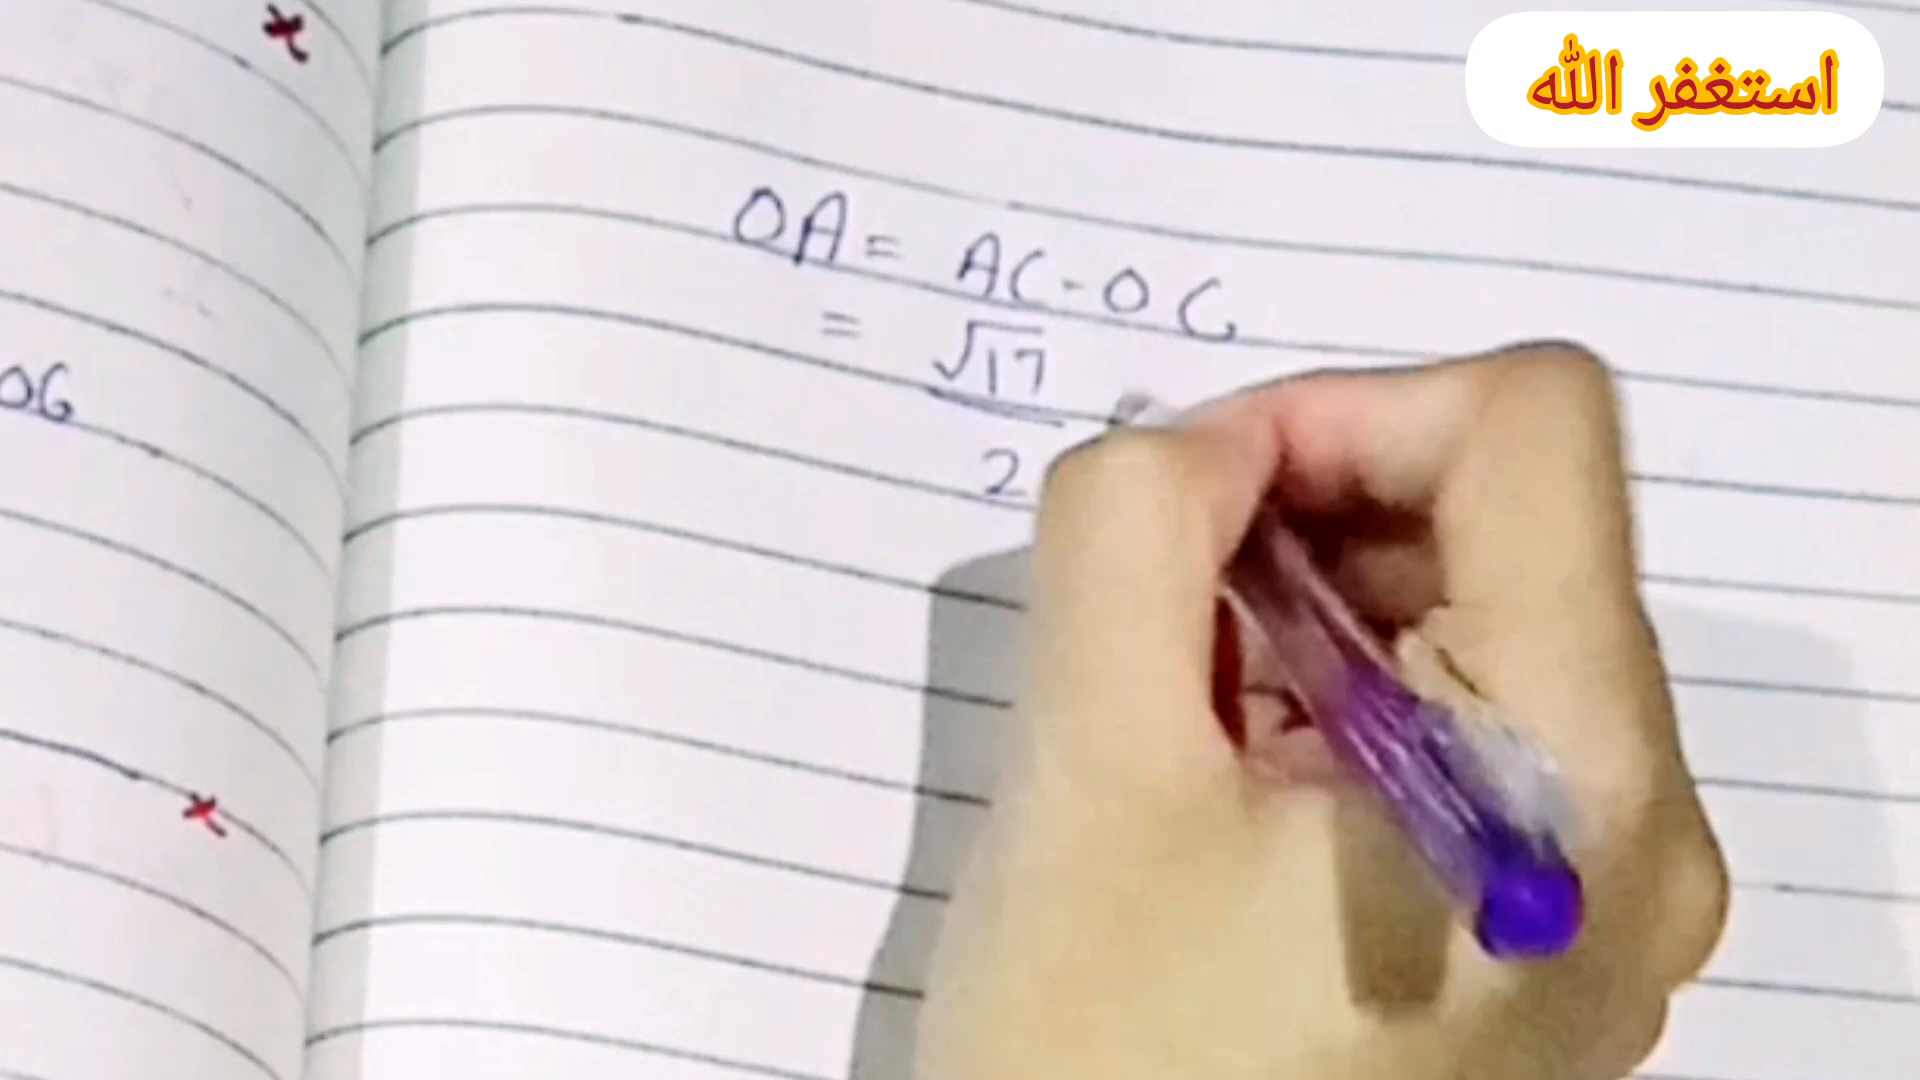 استغفر الله
OG
OA = AC - OC
= √17
2